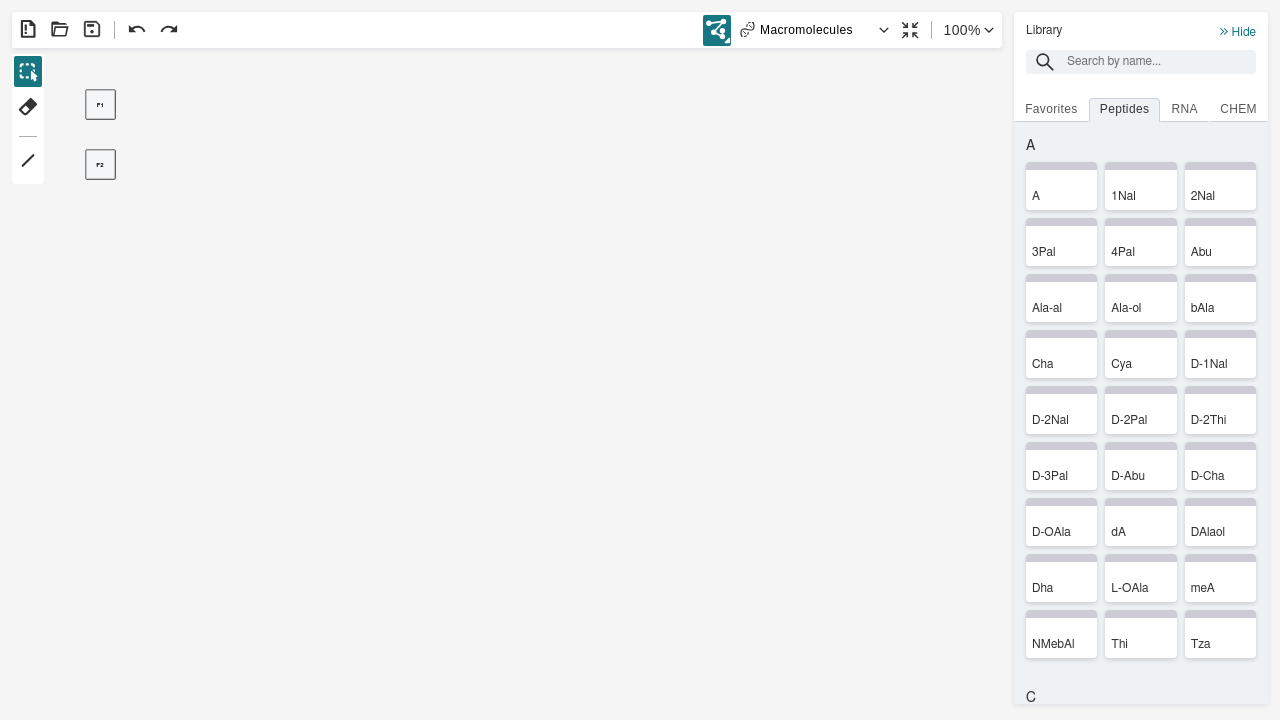 Macromolecules
100%
Library
Hide
Search by name...
Favorites
Peptides
RNA
CHEM
F1
F2
A
A
1Nal
2Nal
3Pal
4Pal
Abu
Ala-al
Ala-ol
bAla
Cha
Cya
D-1Nal
D-2Nal
D-2Pal
D-2Thi
D-3Pal
D-Abu
D-Cha
D-OAla
dA
DAlaol
Dha
L-OAla
meA
NMebAl
Thi
Tza
C